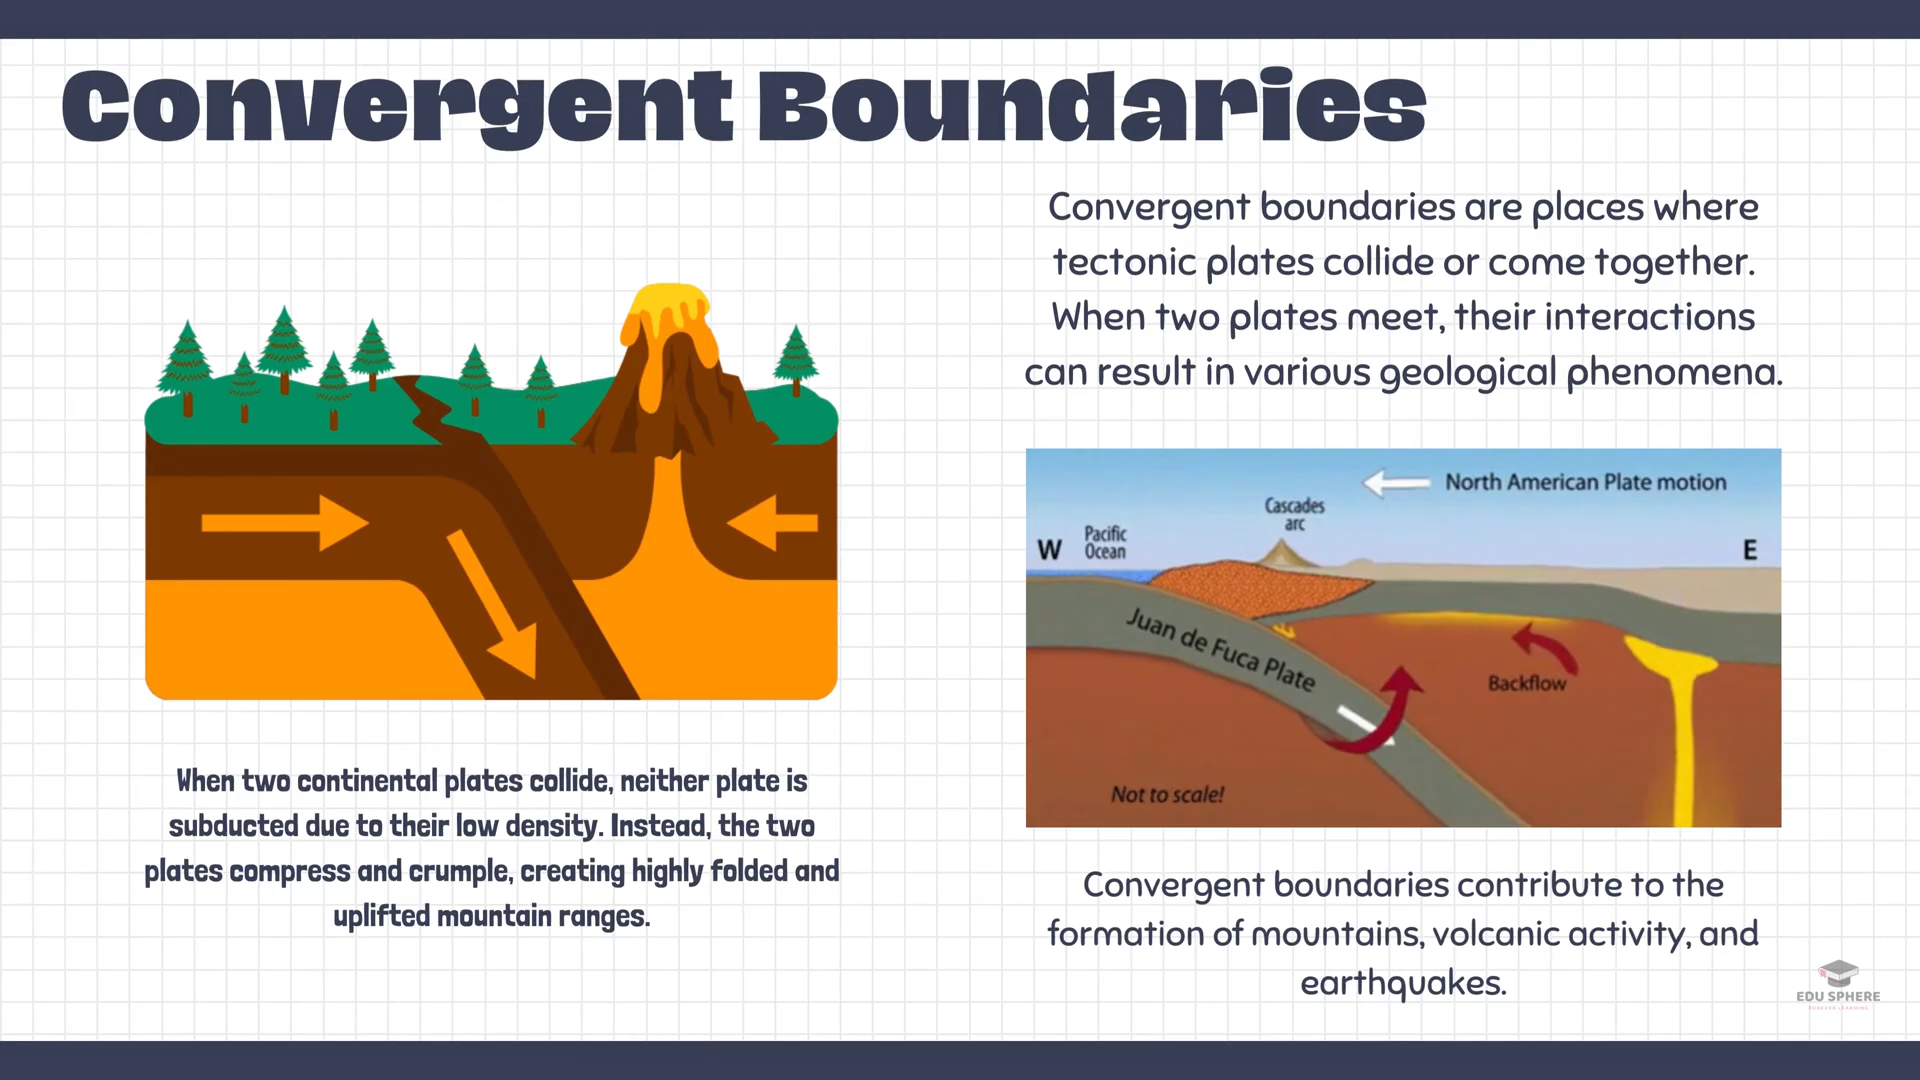 Convergent Boundaries
Convergent boundaries are places where
tectonic plates collide or come together.
When two plates meet, their interactions
can result in various geological phenomena.
North American Plate motion
Cascades
arc
W
Pacific
Ocean
E
Juan de Fuca Plate
Backflow
Not to scale!
When two continental plates collide, neither plate is
subducted due to their low density. Instead, the two
plates compress and crumple, creating highly folded and
uplifted mountain ranges.
Convergent boundaries contribute to the
formation of mountains, volcanic activity, and
earthquakes.
EDU SPHERE
FOREVER LEARNING